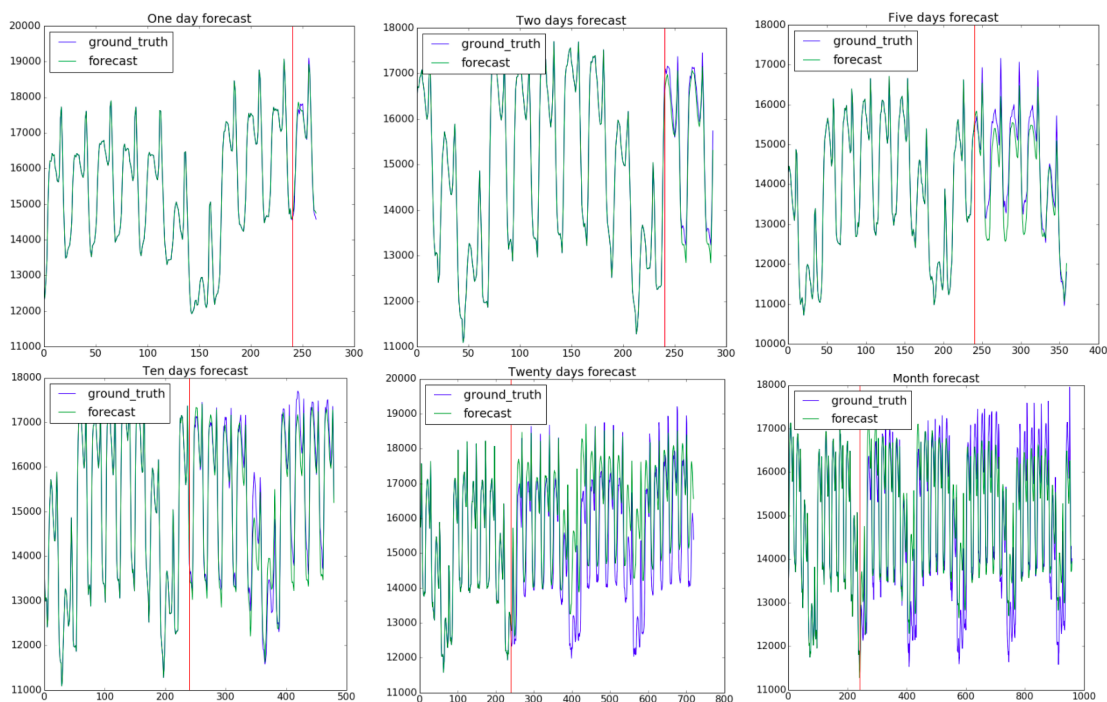 One day forecast
20000
19000
18000
17000
16000
15000
14000
13000
12000
11000
0 50 100 150 200 250 300
ground_truth
forecast
Two days forecast
18000
17000
16000
15000
14000
13000
12000
11000
0 50 100 150 200 250 300
ground_truth
forecast
Five days forecast
18000
17000
16000
15000
14000
13000
12000
11000
10000
0 50 100 150 200 250 300 350 400
ground_truth
forecast
Ten days forecast
18000
17000
16000
15000
14000
13000
12000
11000
0 100 200 300 400 500
ground_truth
forecast
Twenty days forecast
20000
19000
18000
17000
16000
15000
14000
13000
12000
11000
0 100 200 300 400 500 600 700 800
ground_truth
forecast
Month forecast
18000
17000
16000
15000
14000
13000
12000
11000
0 200 400 600 800 1000
ground_truth
forecast